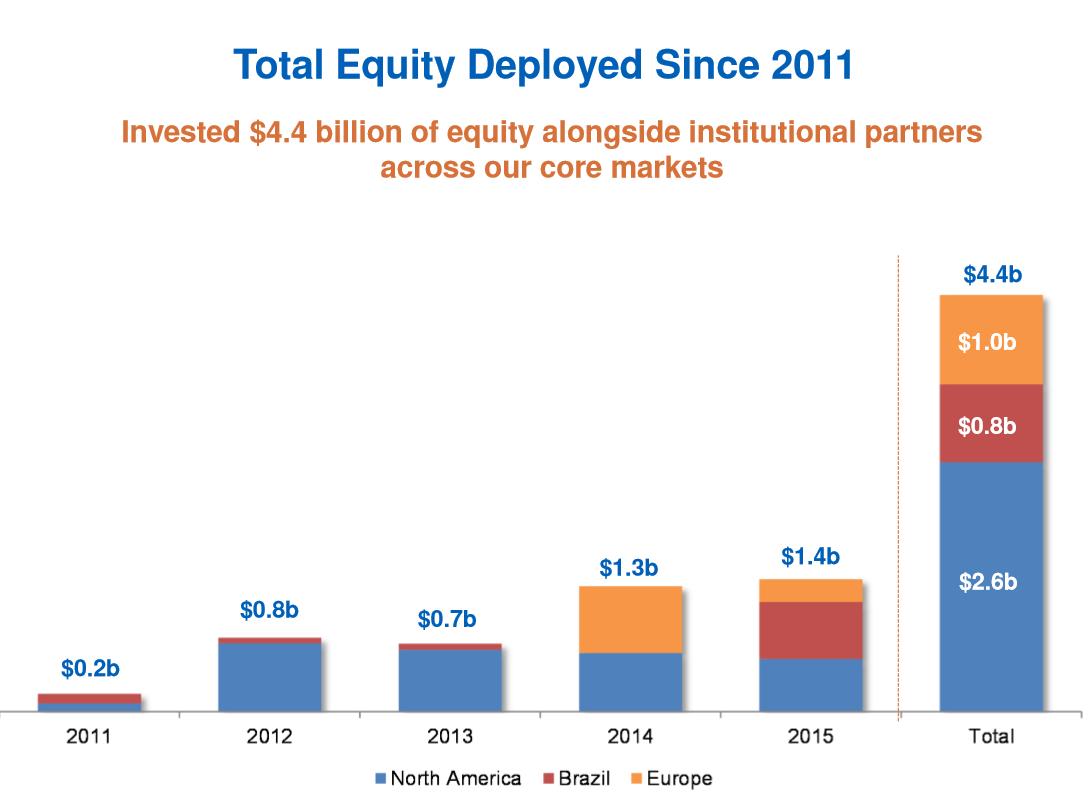 Total Equity Deployed Since 2011
Invested $4.4 billion of equity alongside institutional partners
across our core markets
$4.4b
$1.0b
$0.8b
$2.6b
$1.4b
$1.3b
$0.8b
$0.7b
$0.2b
2011 2012 2013 2014 2015 Total
North America Brazil Europe